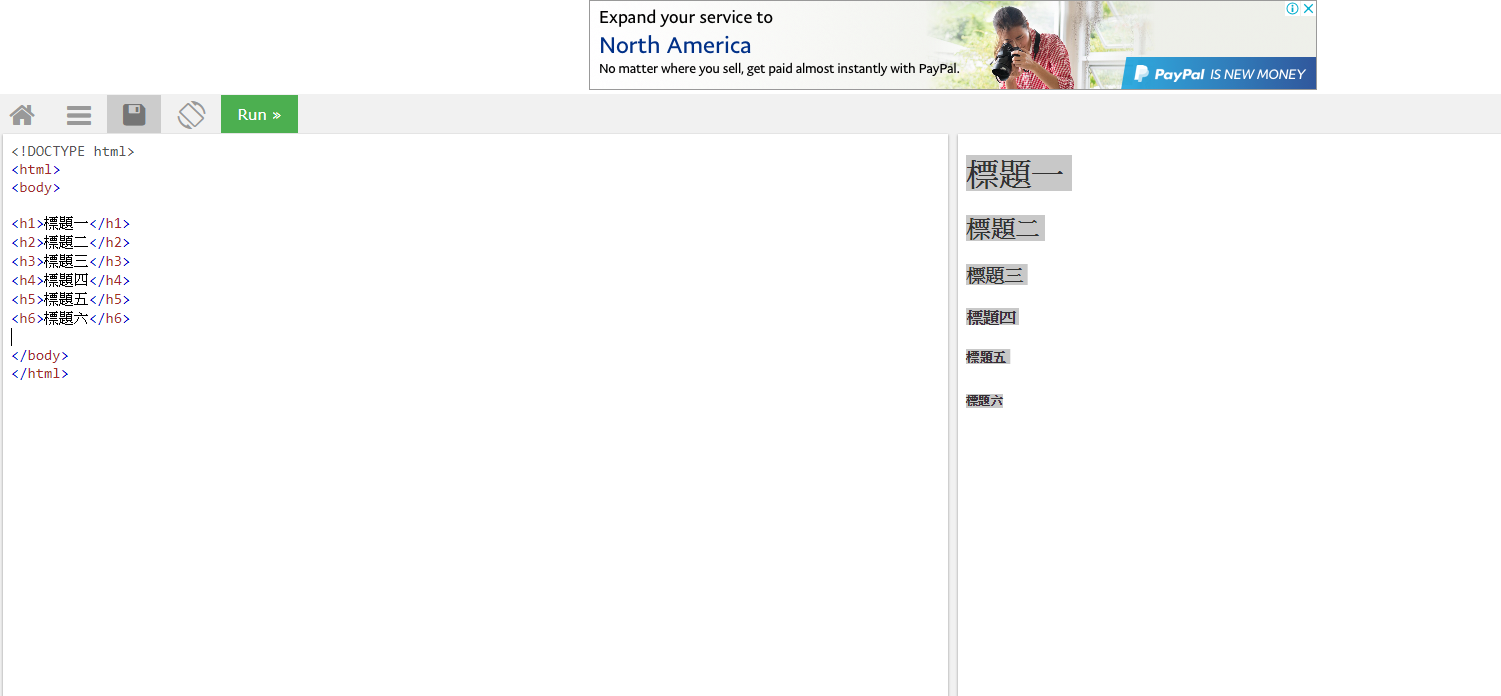 Expand your service to
North America
No matter where you sell, get paid almost instantly with PayPal.
PayPal IS NEW MONEY
Run »
<!DOCTYPE html>
<html>
<body>
<h1>標題一</h1>
<h2>標題二</h2>
<h3>標題三</h3>
<h4>標題四</h4>
<h5>標題五</h5>
<h6>標題六</h6>
</body>
</html>
標題一
標題二
標題三
標題四
標題五
標題六